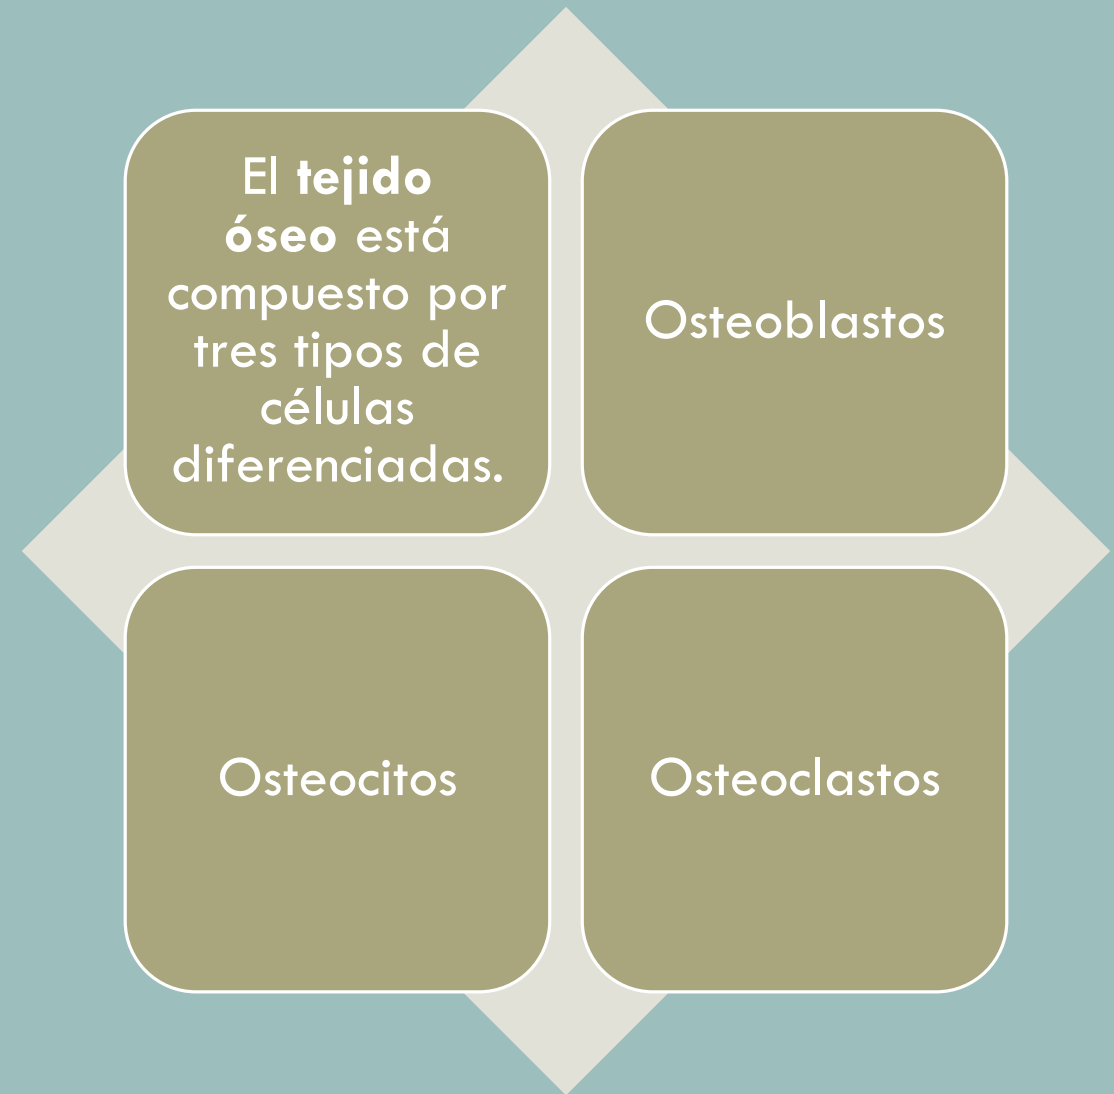 El tejido
óseo está
compuesto por
tres tipos de
células
diferenciadas.
Osteoblastos
Osteocitos
Osteoclastos